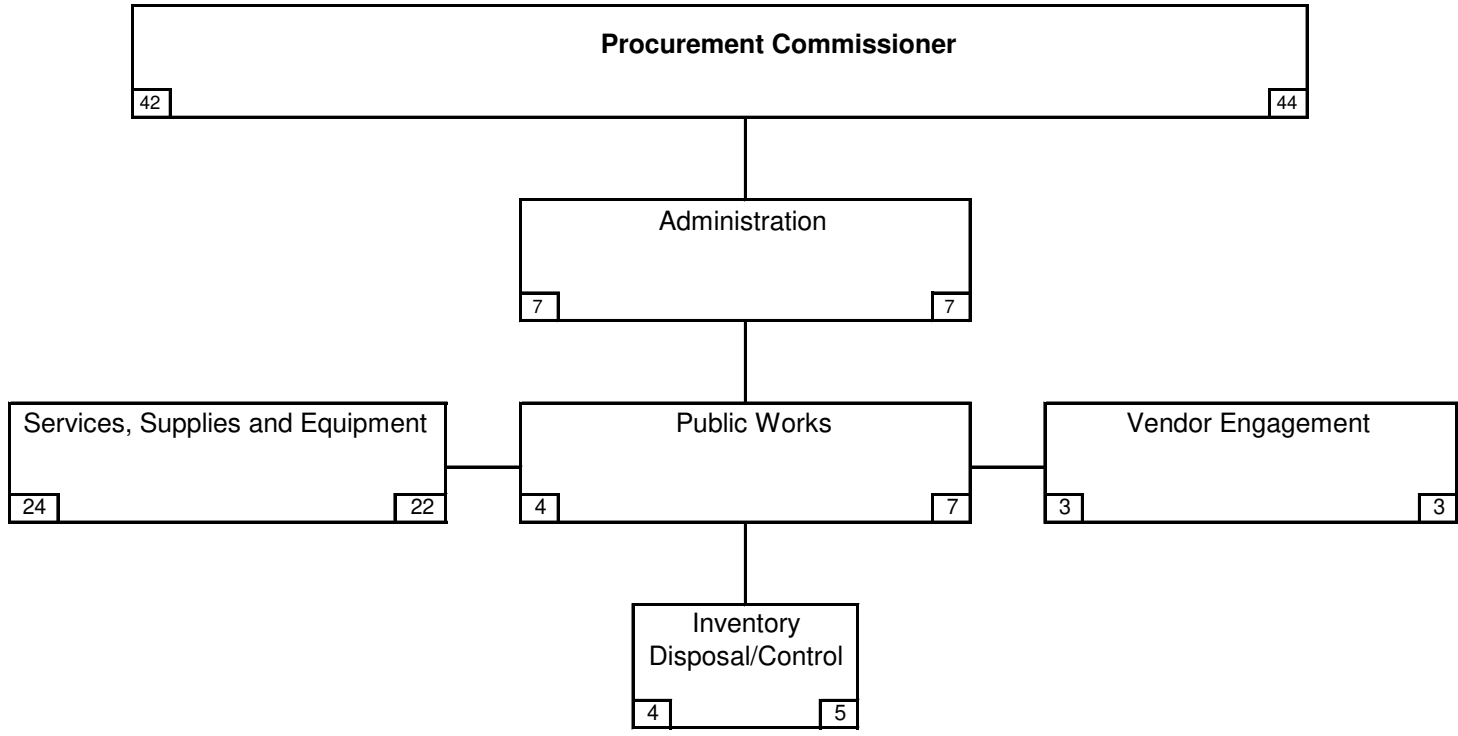 Procurement Commissioner
42
44
Administration
7
7
Services, Supplies and Equipment
24
22
Public Works
4
7
Vendor Engagement
3
3
Inventory
Disposal/Control
4
5